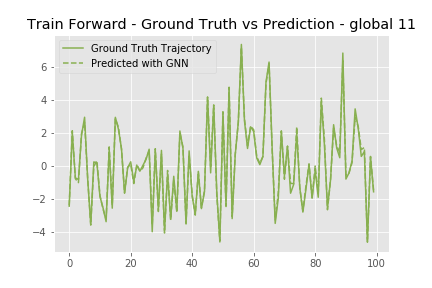 Train Forward - Ground Truth vs Prediction - global 11
Ground Truth Trajectory
Predicted with GNN
6
4
2
0
−2
−4
0 20 40 60 80 100